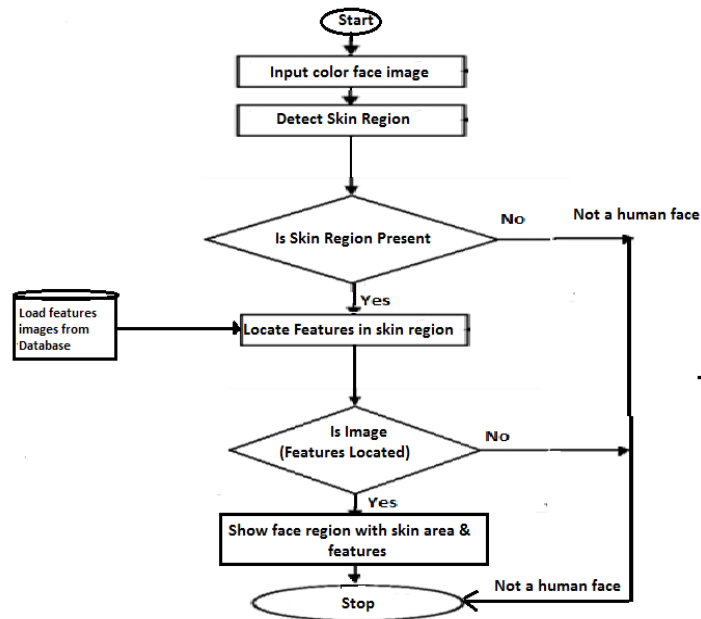 Start
Input color face image
Detect Skin Region
Is Skin Region Present
No
Not a human face
Yes
Load features
images from
Database
Locate Features in skin region
Is Image
(Features Located)
No
Yes
Show face region with skin area &
features
Not a human face
Stop